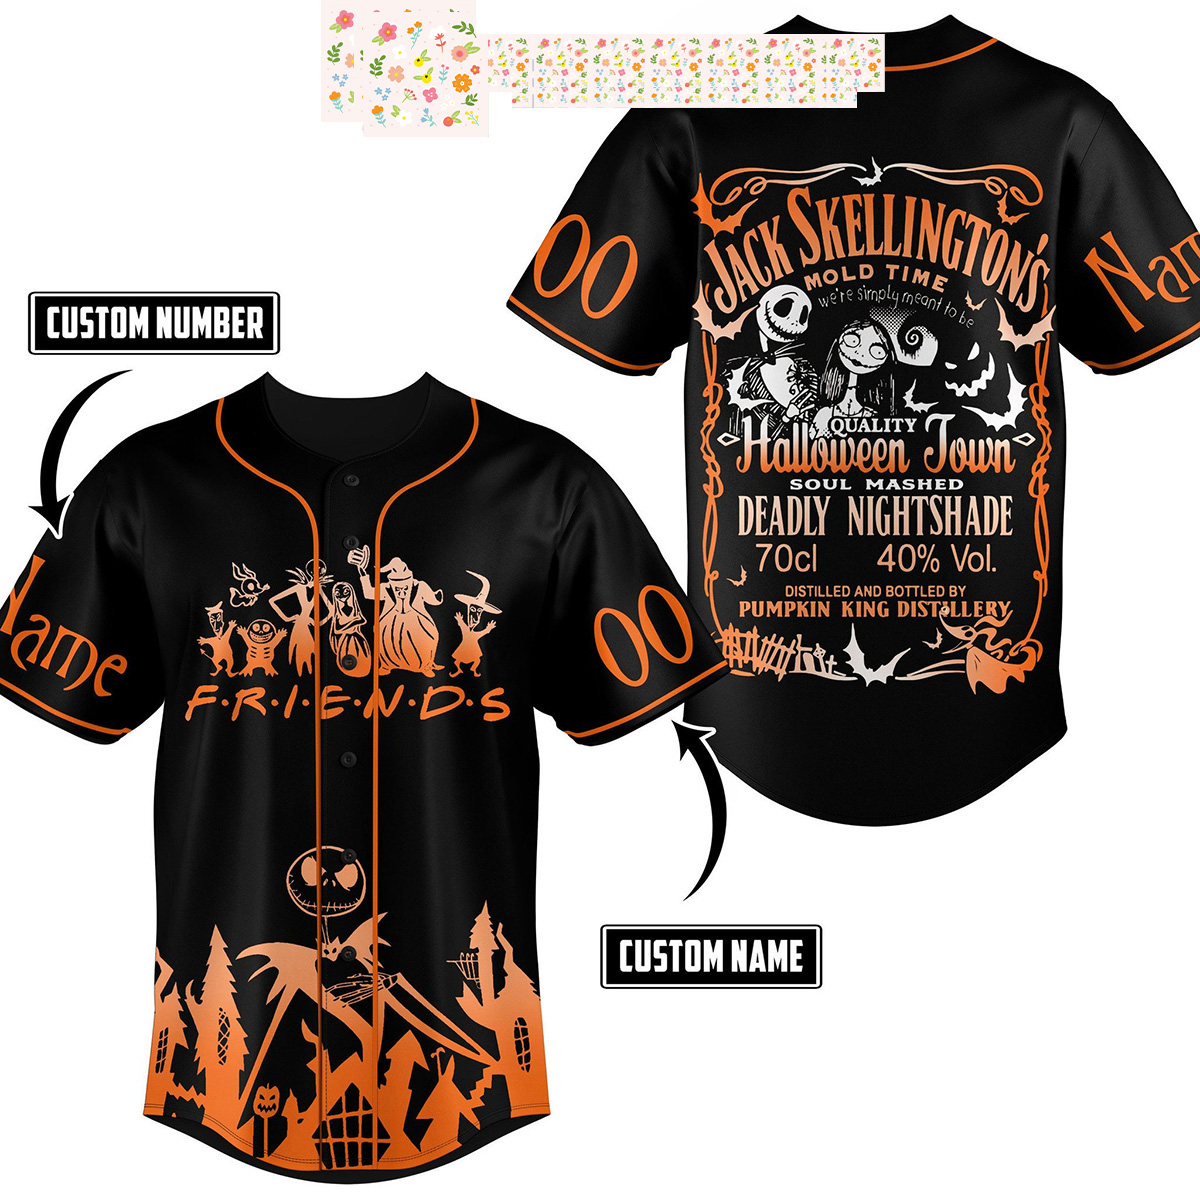 JACK SKELLINGTON'S
MOLD TIME
we're simply meant to be
QUALITY
Halloween Town
SOUL MASHED
DEADLY NIGHTSHADE
70cl 40% Vol.
DISTILLED AND BOTTLED BY
PUMPKIN KING DISTILLERY
00
Name
CUSTOM NUMBER
Name
00
F·R·I·E·N·D·S
CUSTOM NAME